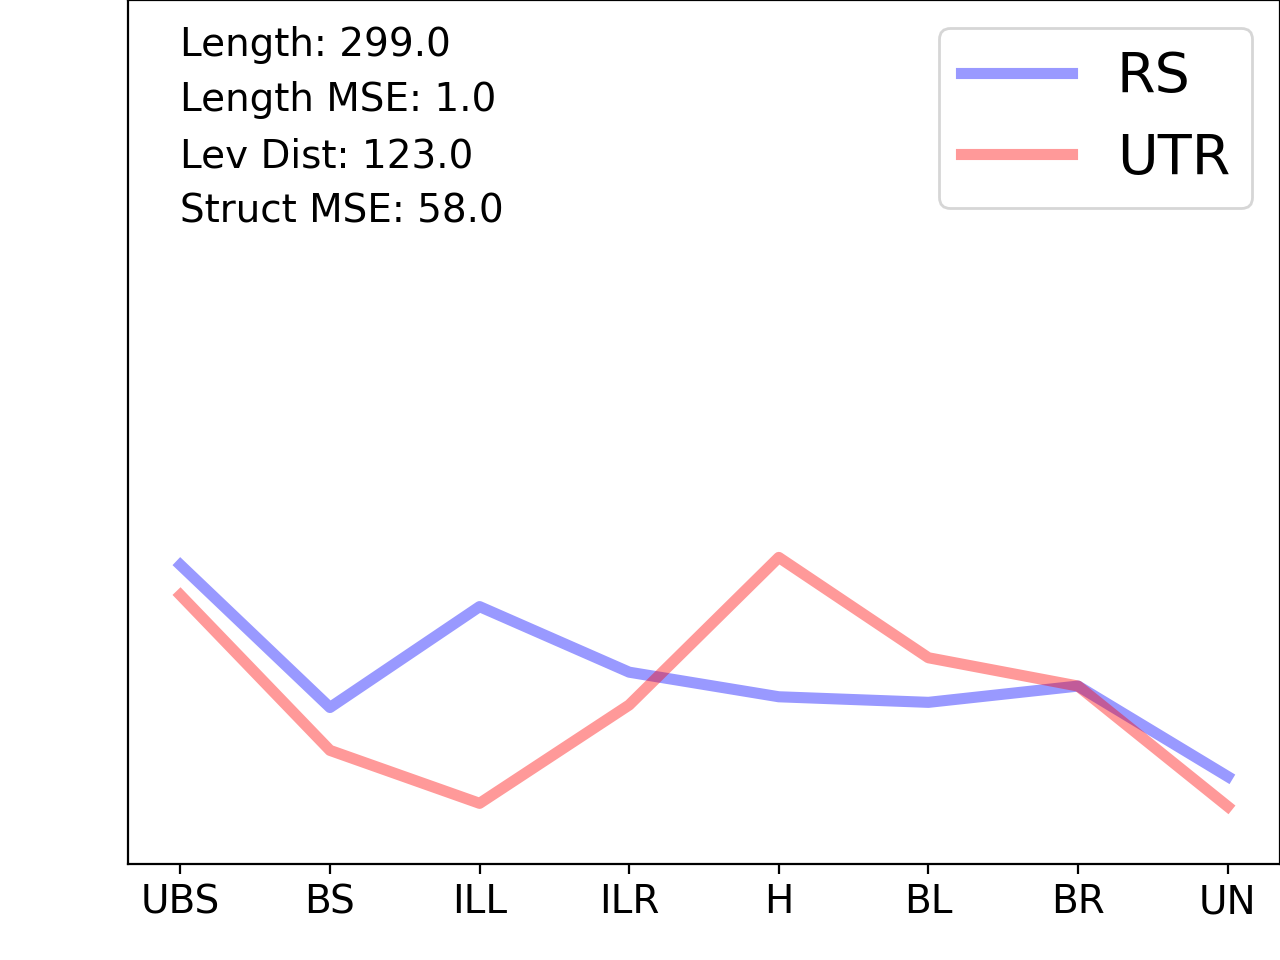 Length: 299.0
Length MSE: 1.0
Lev Dist: 123.0
Struct MSE: 58.0
RS
UTR
UBS BS ILL ILR H BL BR UN